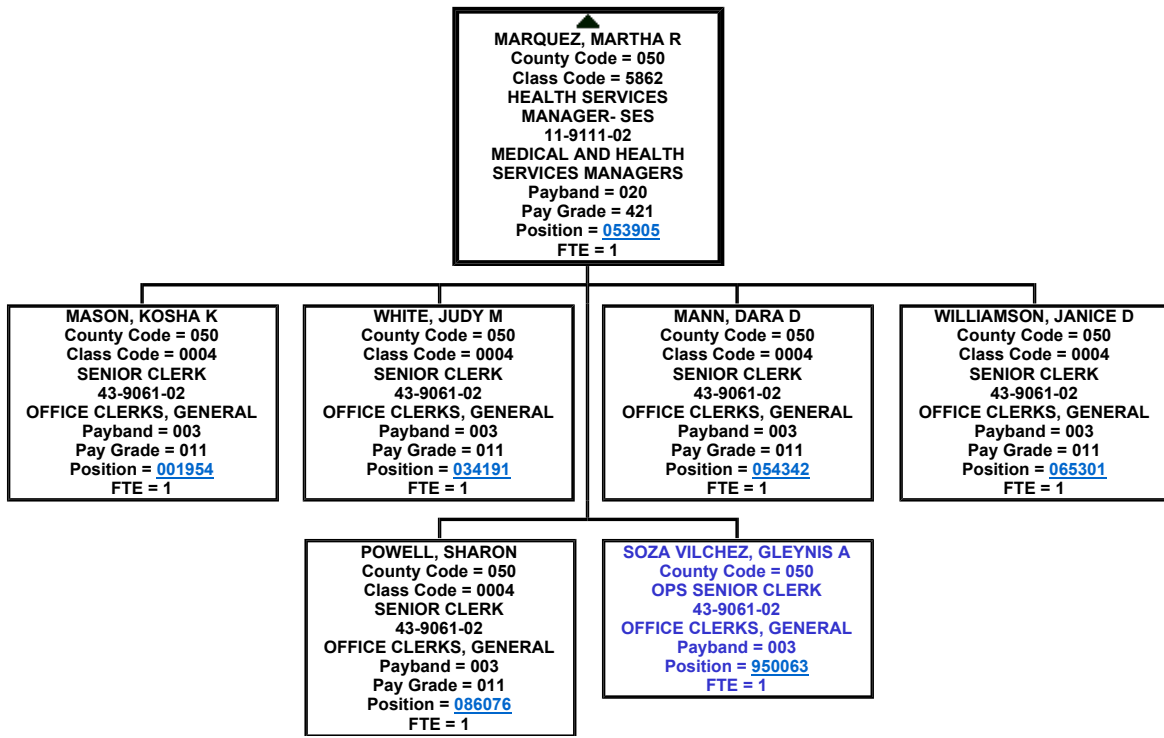 MARQUEZ, MARTHA R
County Code = 050
Class Code = 5862
HEALTH SERVICES
MANAGER- SES
11-9111-02
MEDICAL AND HEALTH
SERVICES MANAGERS
Payband = 020
Pay Grade = 421
Position = 053905
FTE = 1
MASON, KOSHA K
County Code = 050
Class Code = 0004
SENIOR CLERK
43-9061-02
OFFICE CLERKS, GENERAL
Payband = 003
Pay Grade = 011
Position = 001954
FTE = 1
WHITE, JUDY M
County Code = 050
Class Code = 0004
SENIOR CLERK
43-9061-02
OFFICE CLERKS, GENERAL
Payband = 003
Pay Grade = 011
Position = 034191
FTE = 1
MANN, DARA D
County Code = 050
Class Code = 0004
SENIOR CLERK
43-9061-02
OFFICE CLERKS, GENERAL
Payband = 003
Pay Grade = 011
Position = 054342
FTE = 1
WILLIAMSON, JANICE D
County Code = 050
Class Code = 0004
SENIOR CLERK
43-9061-02
OFFICE CLERKS, GENERAL
Payband = 003
Pay Grade = 011
Position = 065301
FTE = 1
POWELL, SHARON
County Code = 050
Class Code = 0004
SENIOR CLERK
43-9061-02
OFFICE CLERKS, GENERAL
Payband = 003
Pay Grade = 011
Position = 086076
FTE = 1
SOZA VILCHEZ, GLEYNIS A
County Code = 050
OPS SENIOR CLERK
43-9061-02
OFFICE CLERKS, GENERAL
Payband = 003
Position = 950063
FTE = 1